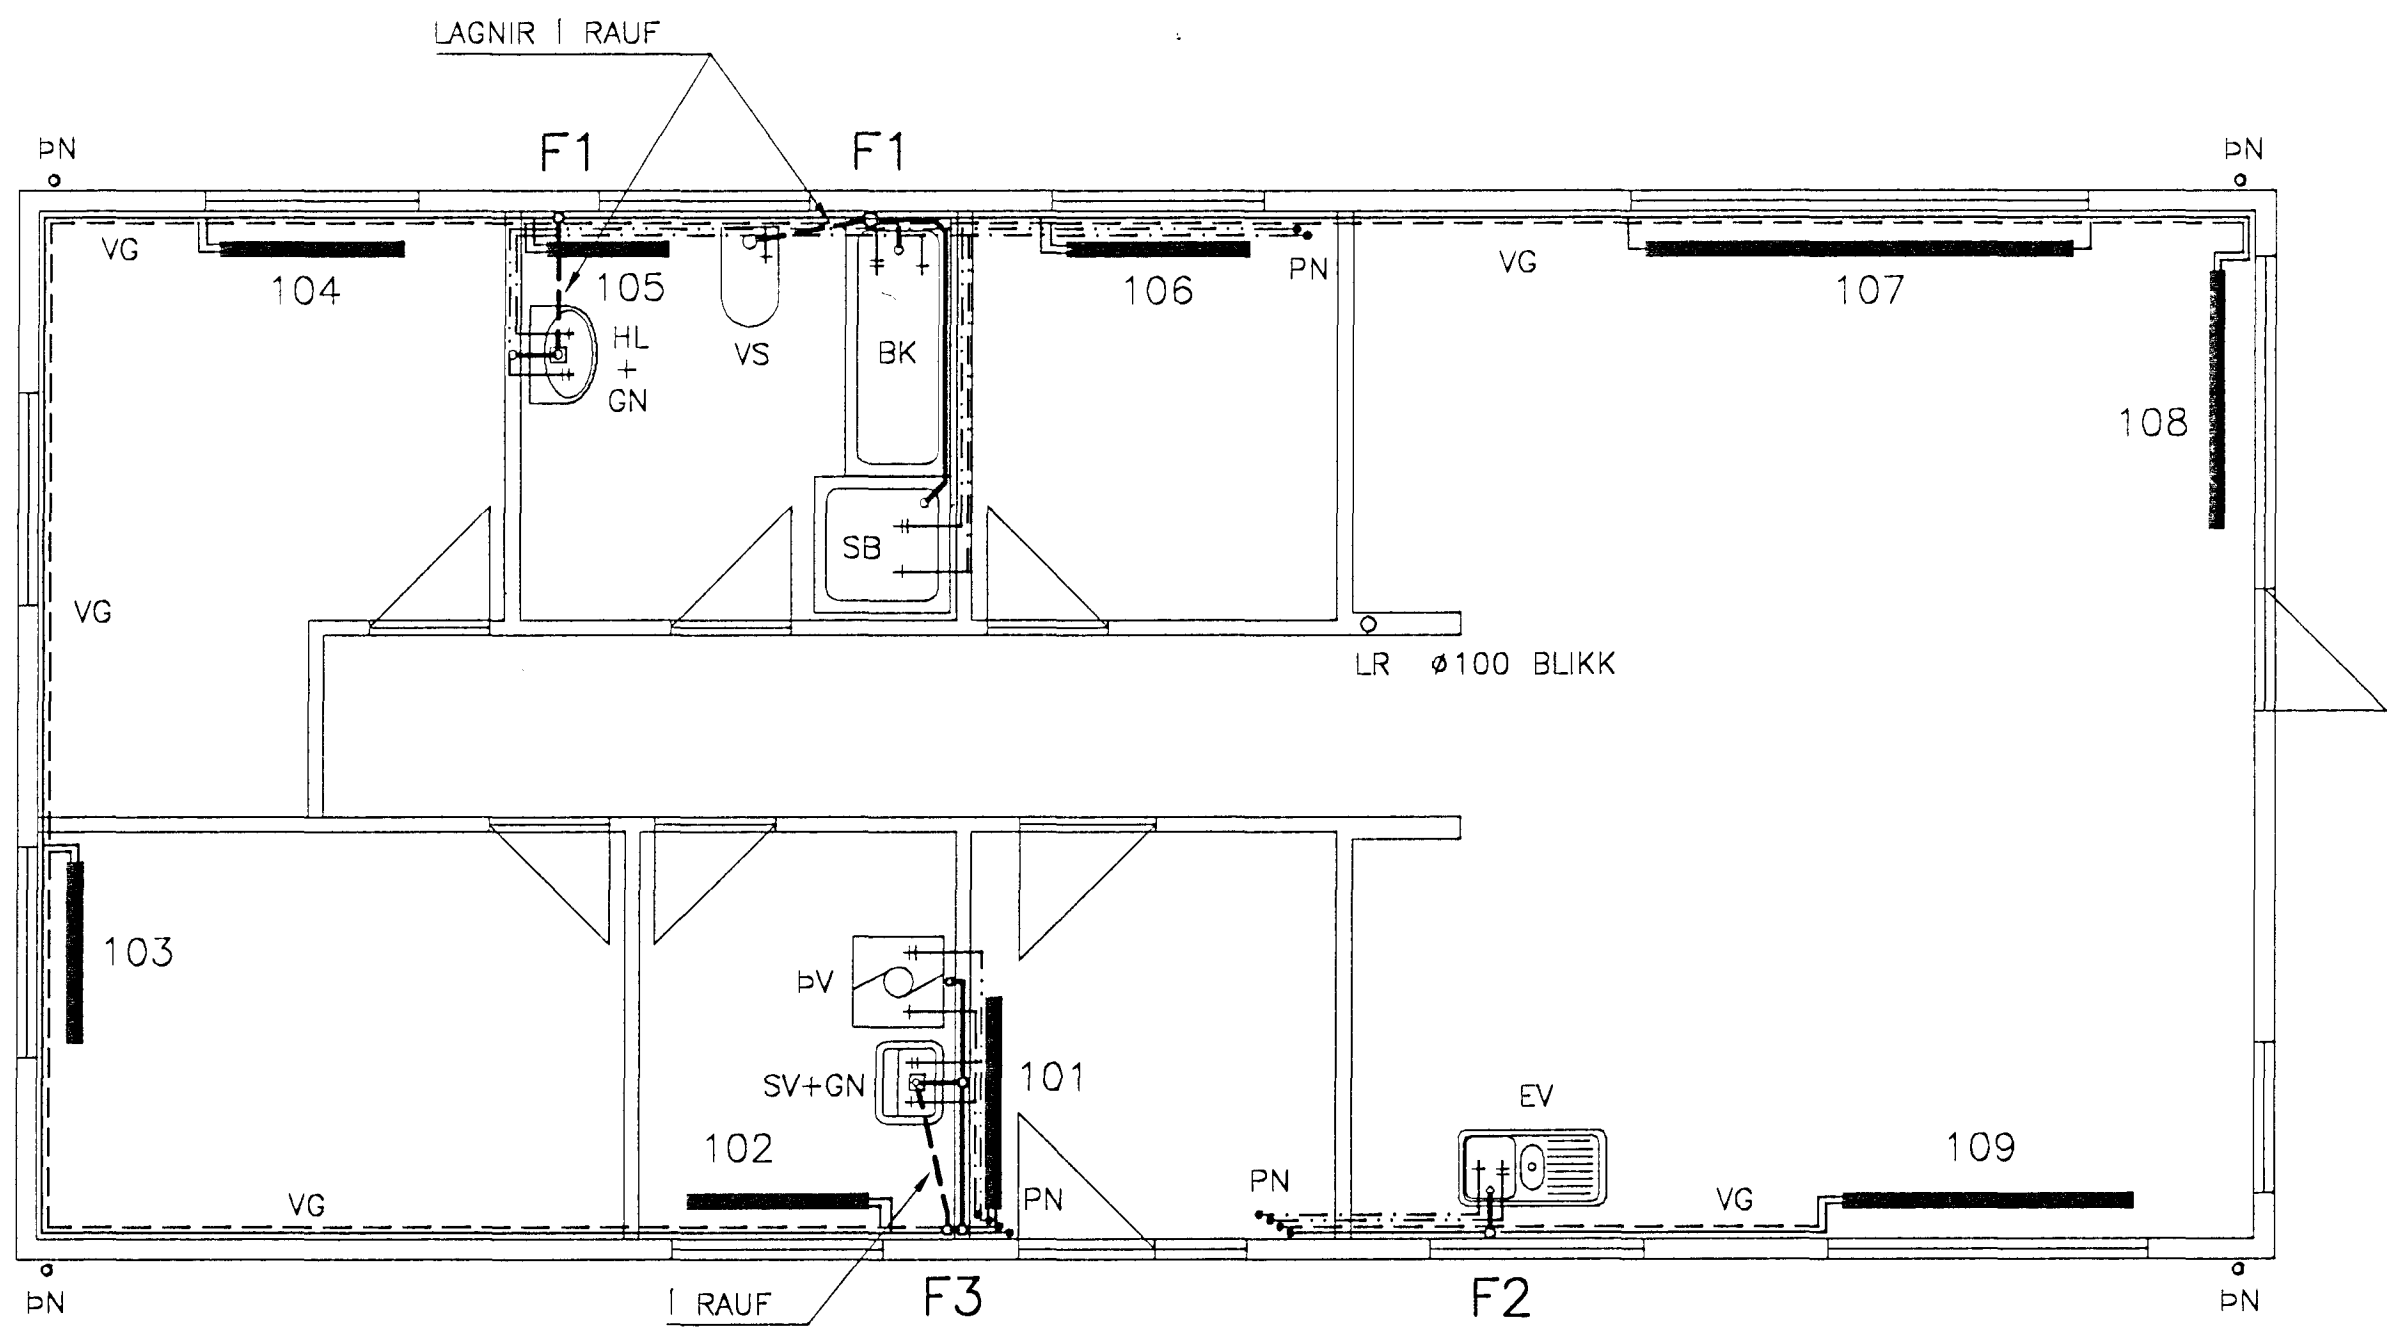 LAGNIR Í RAUF
F1
F1
ÞN
ÞN
VG
104
105
106
PN
VG
107
HL
+
GN
VS
BK
108
SB
VG
LR ø100 BLIKK
103
ÞV
SV+GN
101
EV
102
109
VG
PN
PN
VG
ÞN
Í RAUF
F3
F2
ÞN